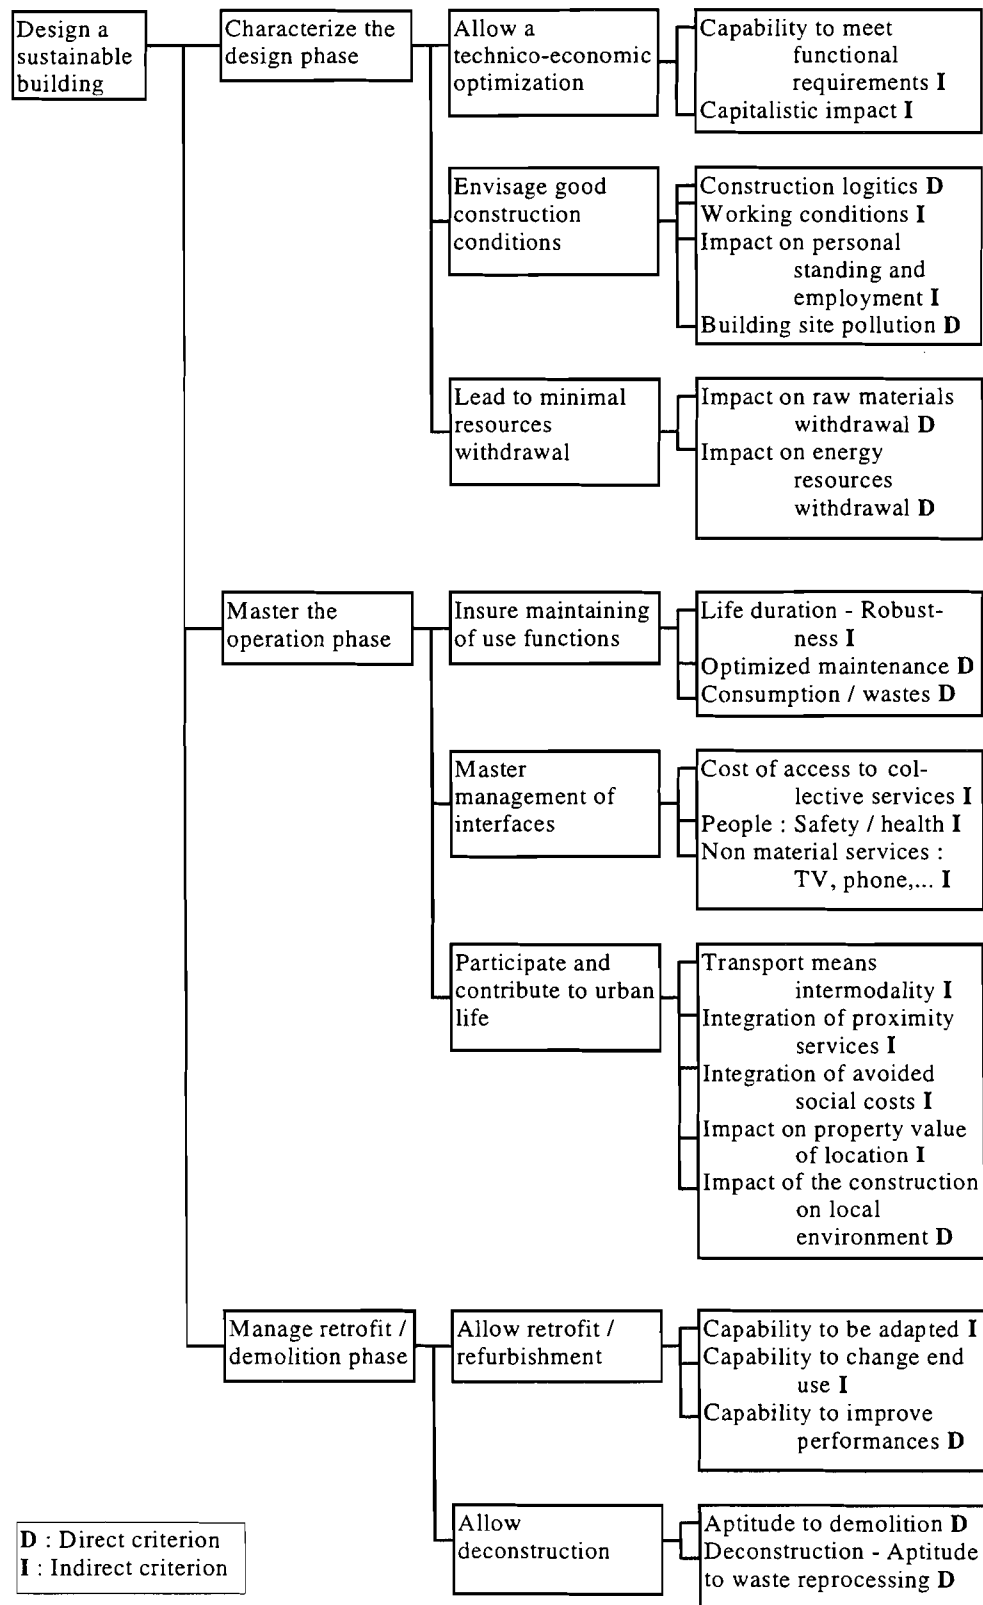 Design a
sustainable
building
Characterize the
design phase
Allow a
technico-economic
optimization
Capability to meet
functional
requirements I
Capitalistic impact I
Envisage good
construction
conditions
Construction logitics D
Working conditions I
Impact on personal
standing and
employment I
Building site pollution D
Lead to minimal
resources
withdrawal
Impact on raw materials
withdrawal D
Impact on energy
resources
withdrawal D
Master the
operation phase
Insure maintaining
of use functions
Life duration - Robust-
ness I
Optimized maintenance D
Consumption / wastes D
Master
management of
interfaces
Cost of access to col-
lective services I
People : Safety / health I
Non material services :
TV, phone,... I
Participate and
contribute to urban
life
Transport means
intermodality I
Integration of proximity
services I
Integration of avoided
social costs I
Impact on property value
of location I
Impact of the construction
on local
environment D
Manage retrofit /
demolition phase
Allow retrofit /
refurbishment
Capability to be adapted I
Capability to change end
use I
Capability to improve
performances D
Allow
deconstruction
Aptitude to demolition D
Deconstruction - Aptitude
to waste reprocessing D
D : Direct criterion
I : Indirect criterion